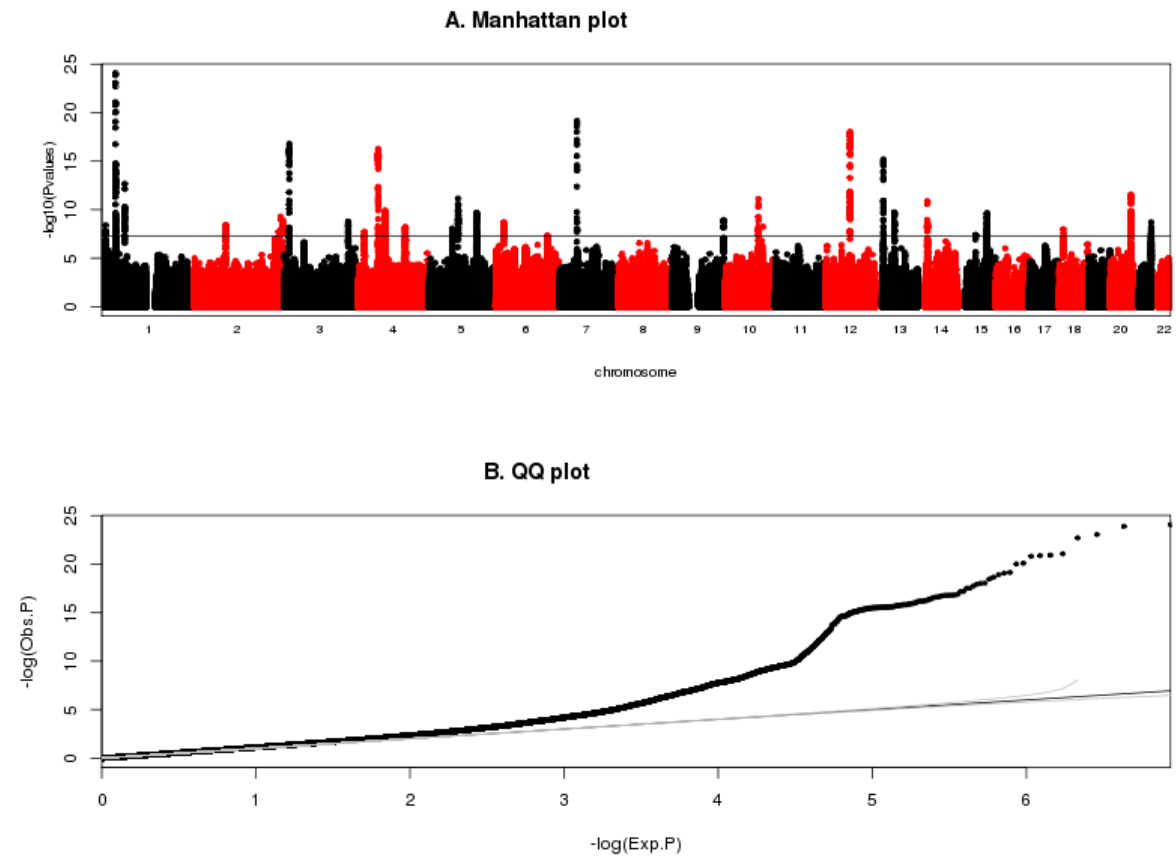 A. Manhattan plot
25
20
15
10
5
0
-log10(Pvalues)
1 2 3 4 5 6 7 8 9 10 11 12 13 14 15 16 17 18 20 22
chromosome
B. QQ plot
25
20
15
10
5
0
-log(Obs.P)
0 1 2 3 4 5 6
-log(Exp.P)